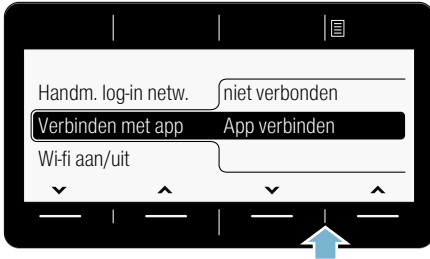 Handm. log-in netw. niet verbonden
Verbinden met app App verbinden
Wi-fi aan/uit